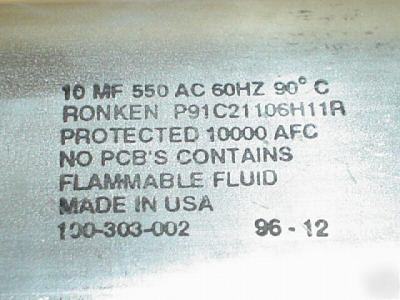 10 MF 550 AC 60HZ 90° C
RONKEN P91C21106H11R
PROTECTED 10000 AFC
NO PCB'S CONTAINS
FLAMMABLE FLUID
MADE IN USA
100-303-002 96-12